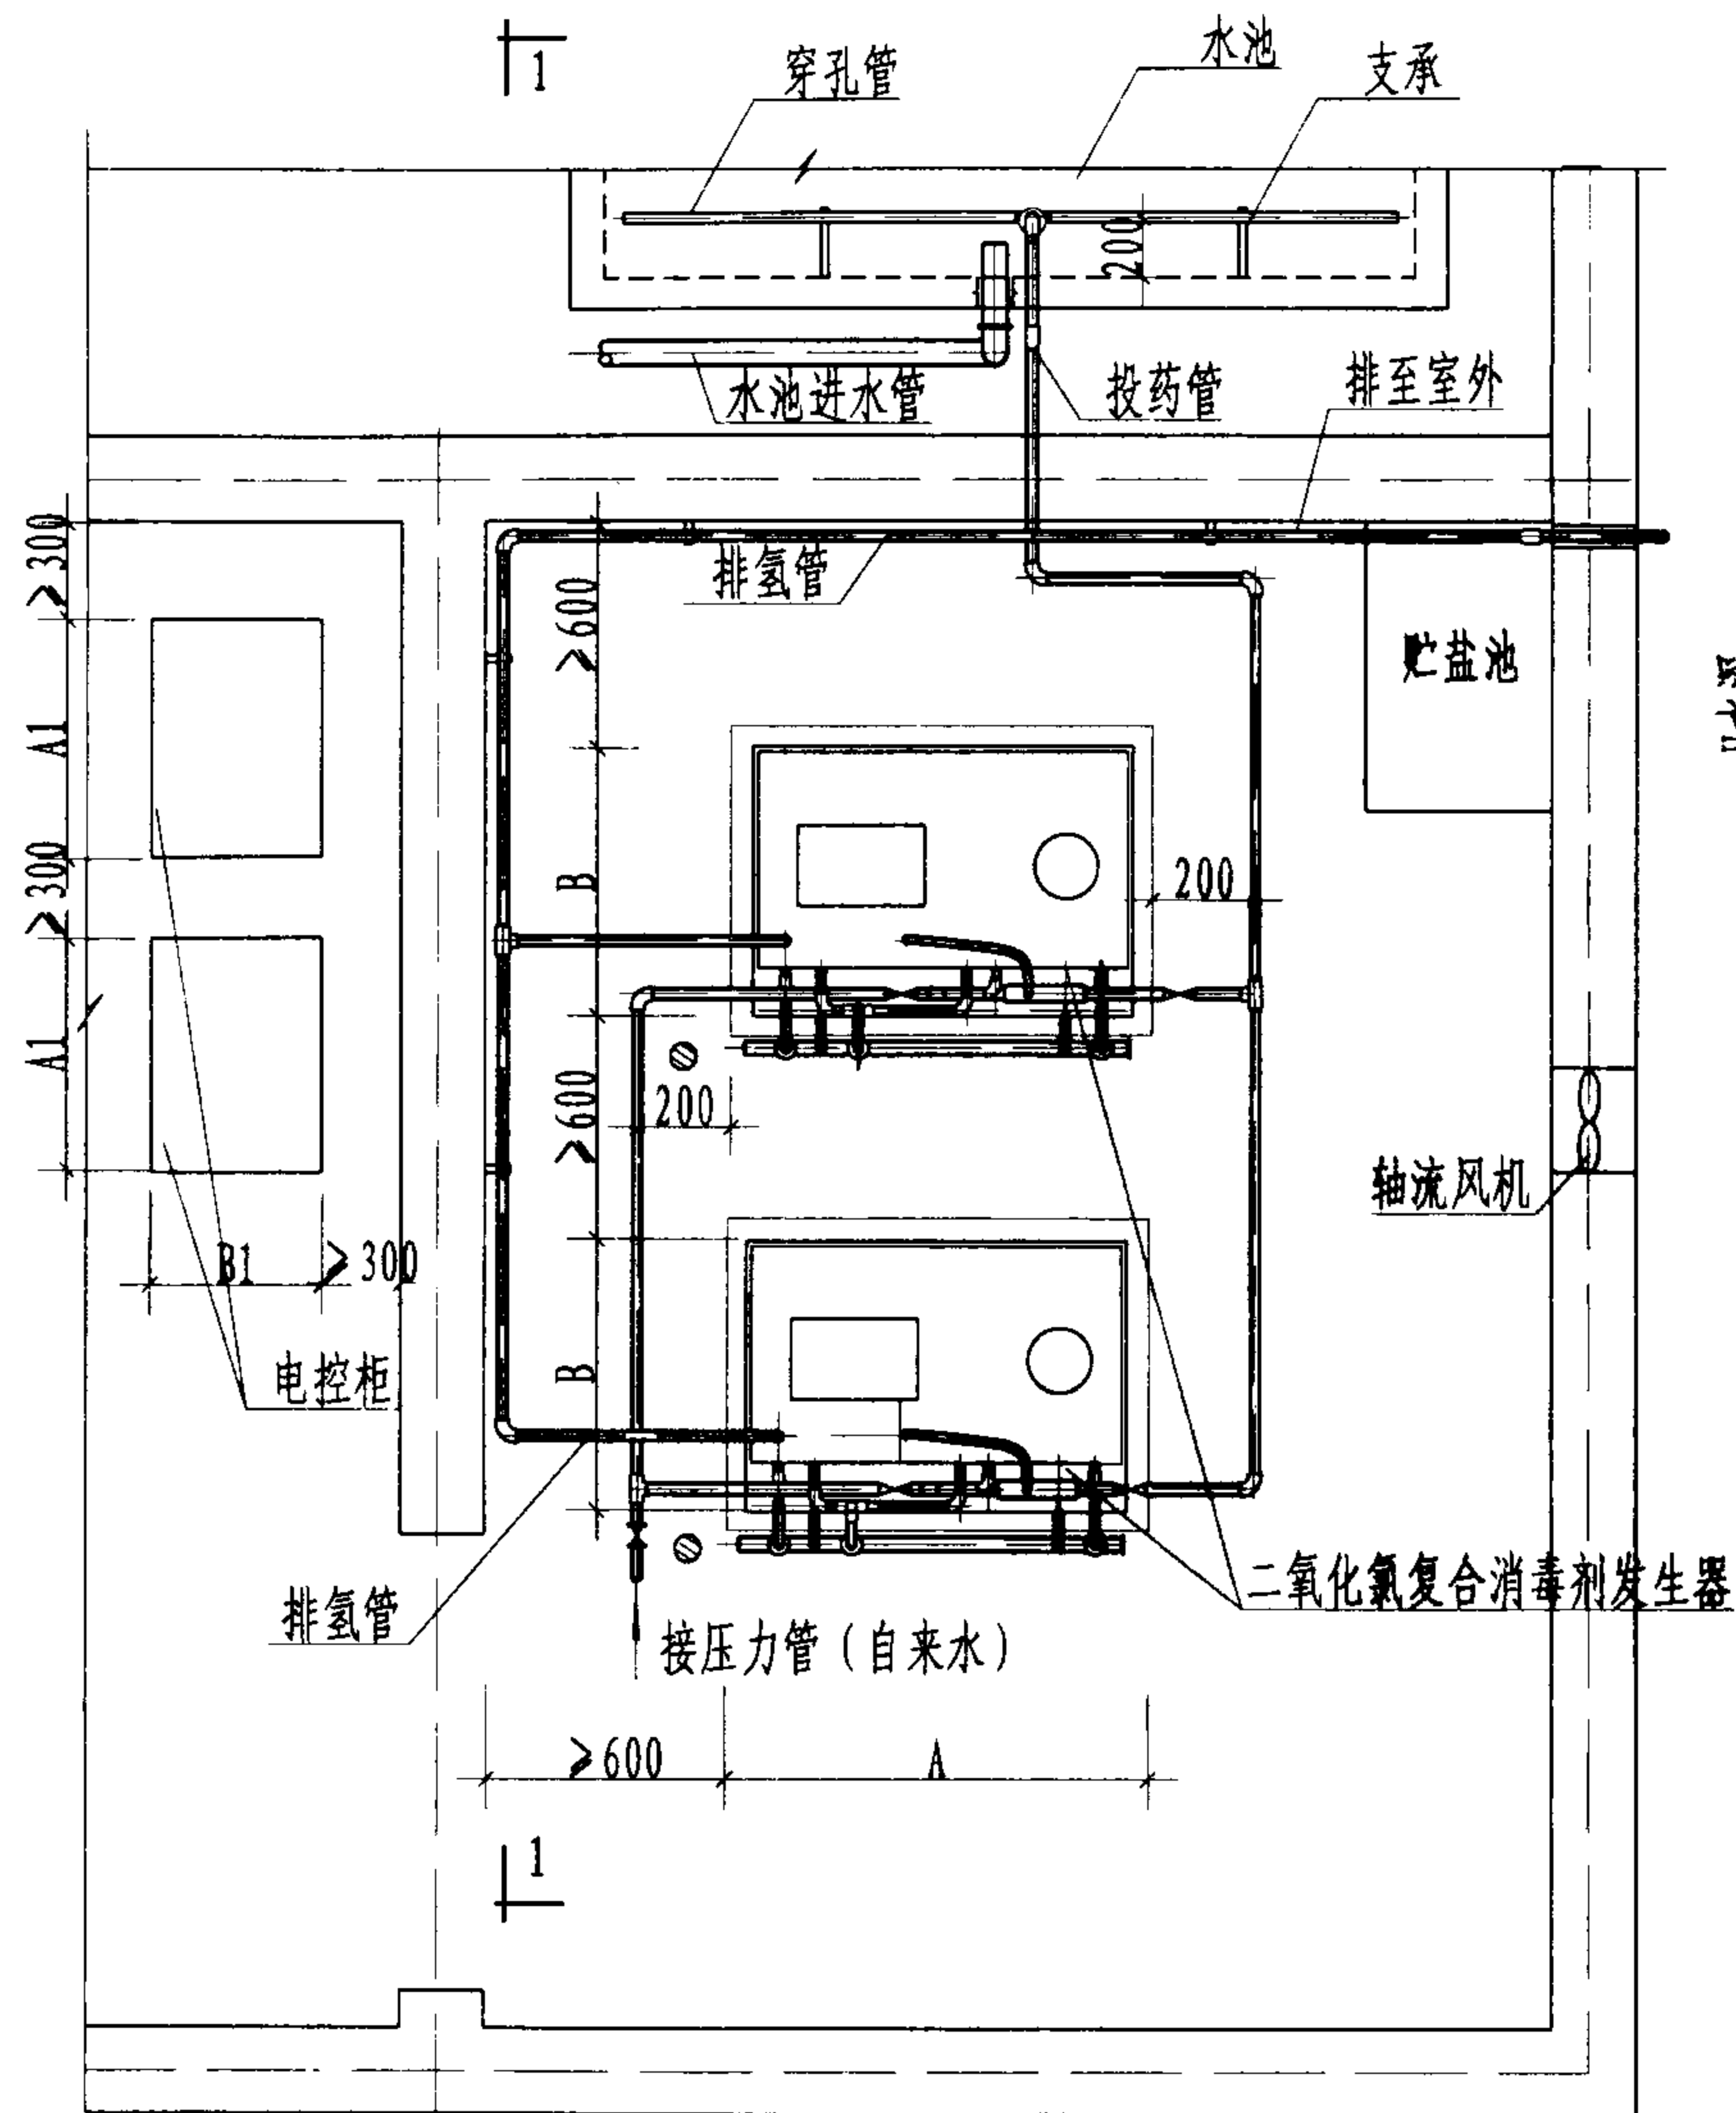 1
穿孔管
水池
支承
200
水池进水管
投药管
排至室外
≥300
排氢管
≥600
贮盐池
A1
≥300
B
200
A1
≥600
200
轴流风机
B1
≥300
电控柜
B
二氧化氯复合消毒剂发生器
排氢管
接压力管(自来水)
≥600
A
1